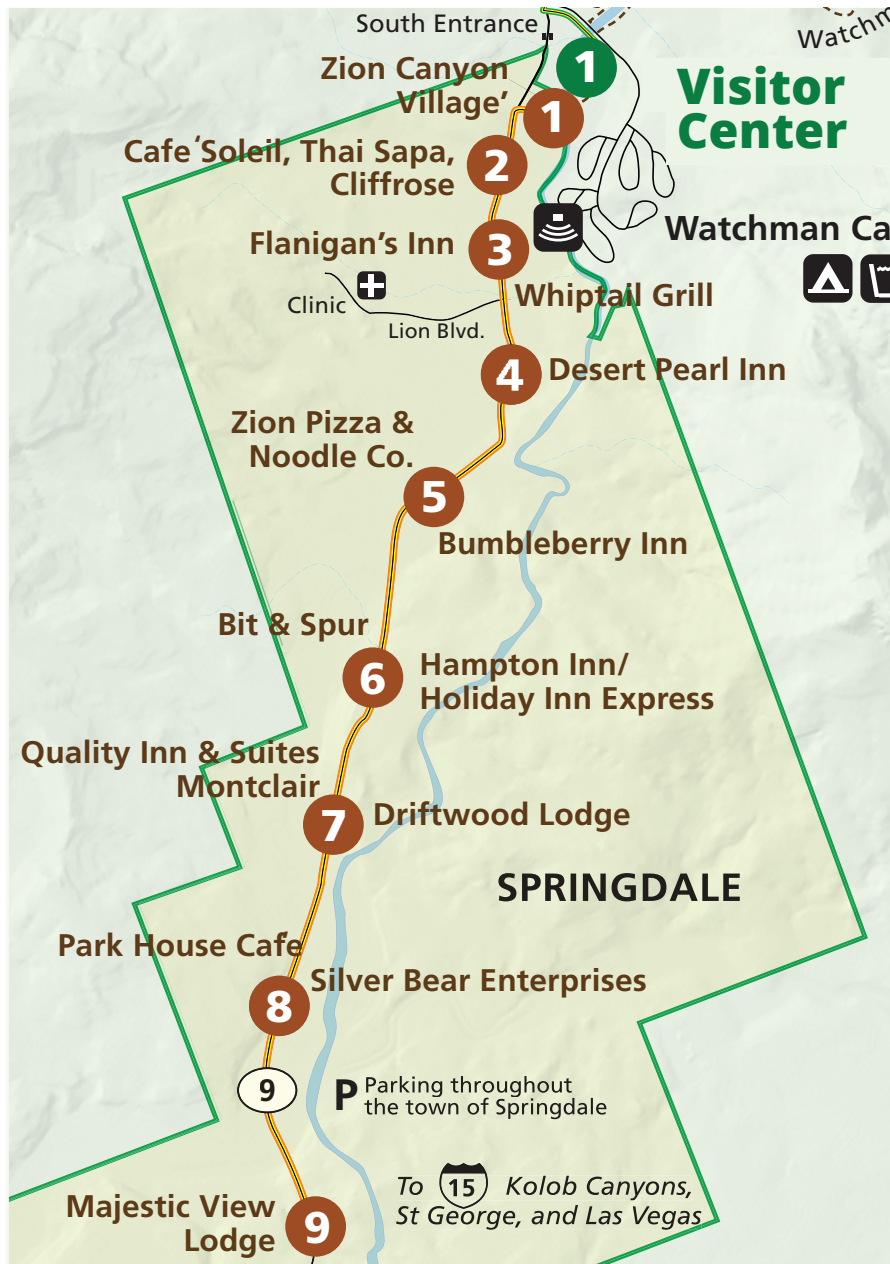 South Entrance
Watchm
Zion Canyon
Village’
1
1
Visitor
Center
Cafe ‘Soleil, Thai Sapa,
Cliffrose
2
Flanigan’s Inn
3
Watchman Ca
Whiptail Grill
Clinic
Lion Blvd.
4
Desert Pearl Inn
Zion Pizza &
Noodle Co.
5
Bumbleberry Inn
Bit & Spur
6
Hampton Inn/
Holiday Inn Express
Quality Inn & Suites
Montclair
7
Driftwood Lodge
SPRINGDALE
Park House Cafe
Silver Bear Enterprises
8
9
P
Parking throughout
the town of Springdale
To 15 Kolob Canyons,
St George, and Las Vegas
Majestic View
Lodge
9